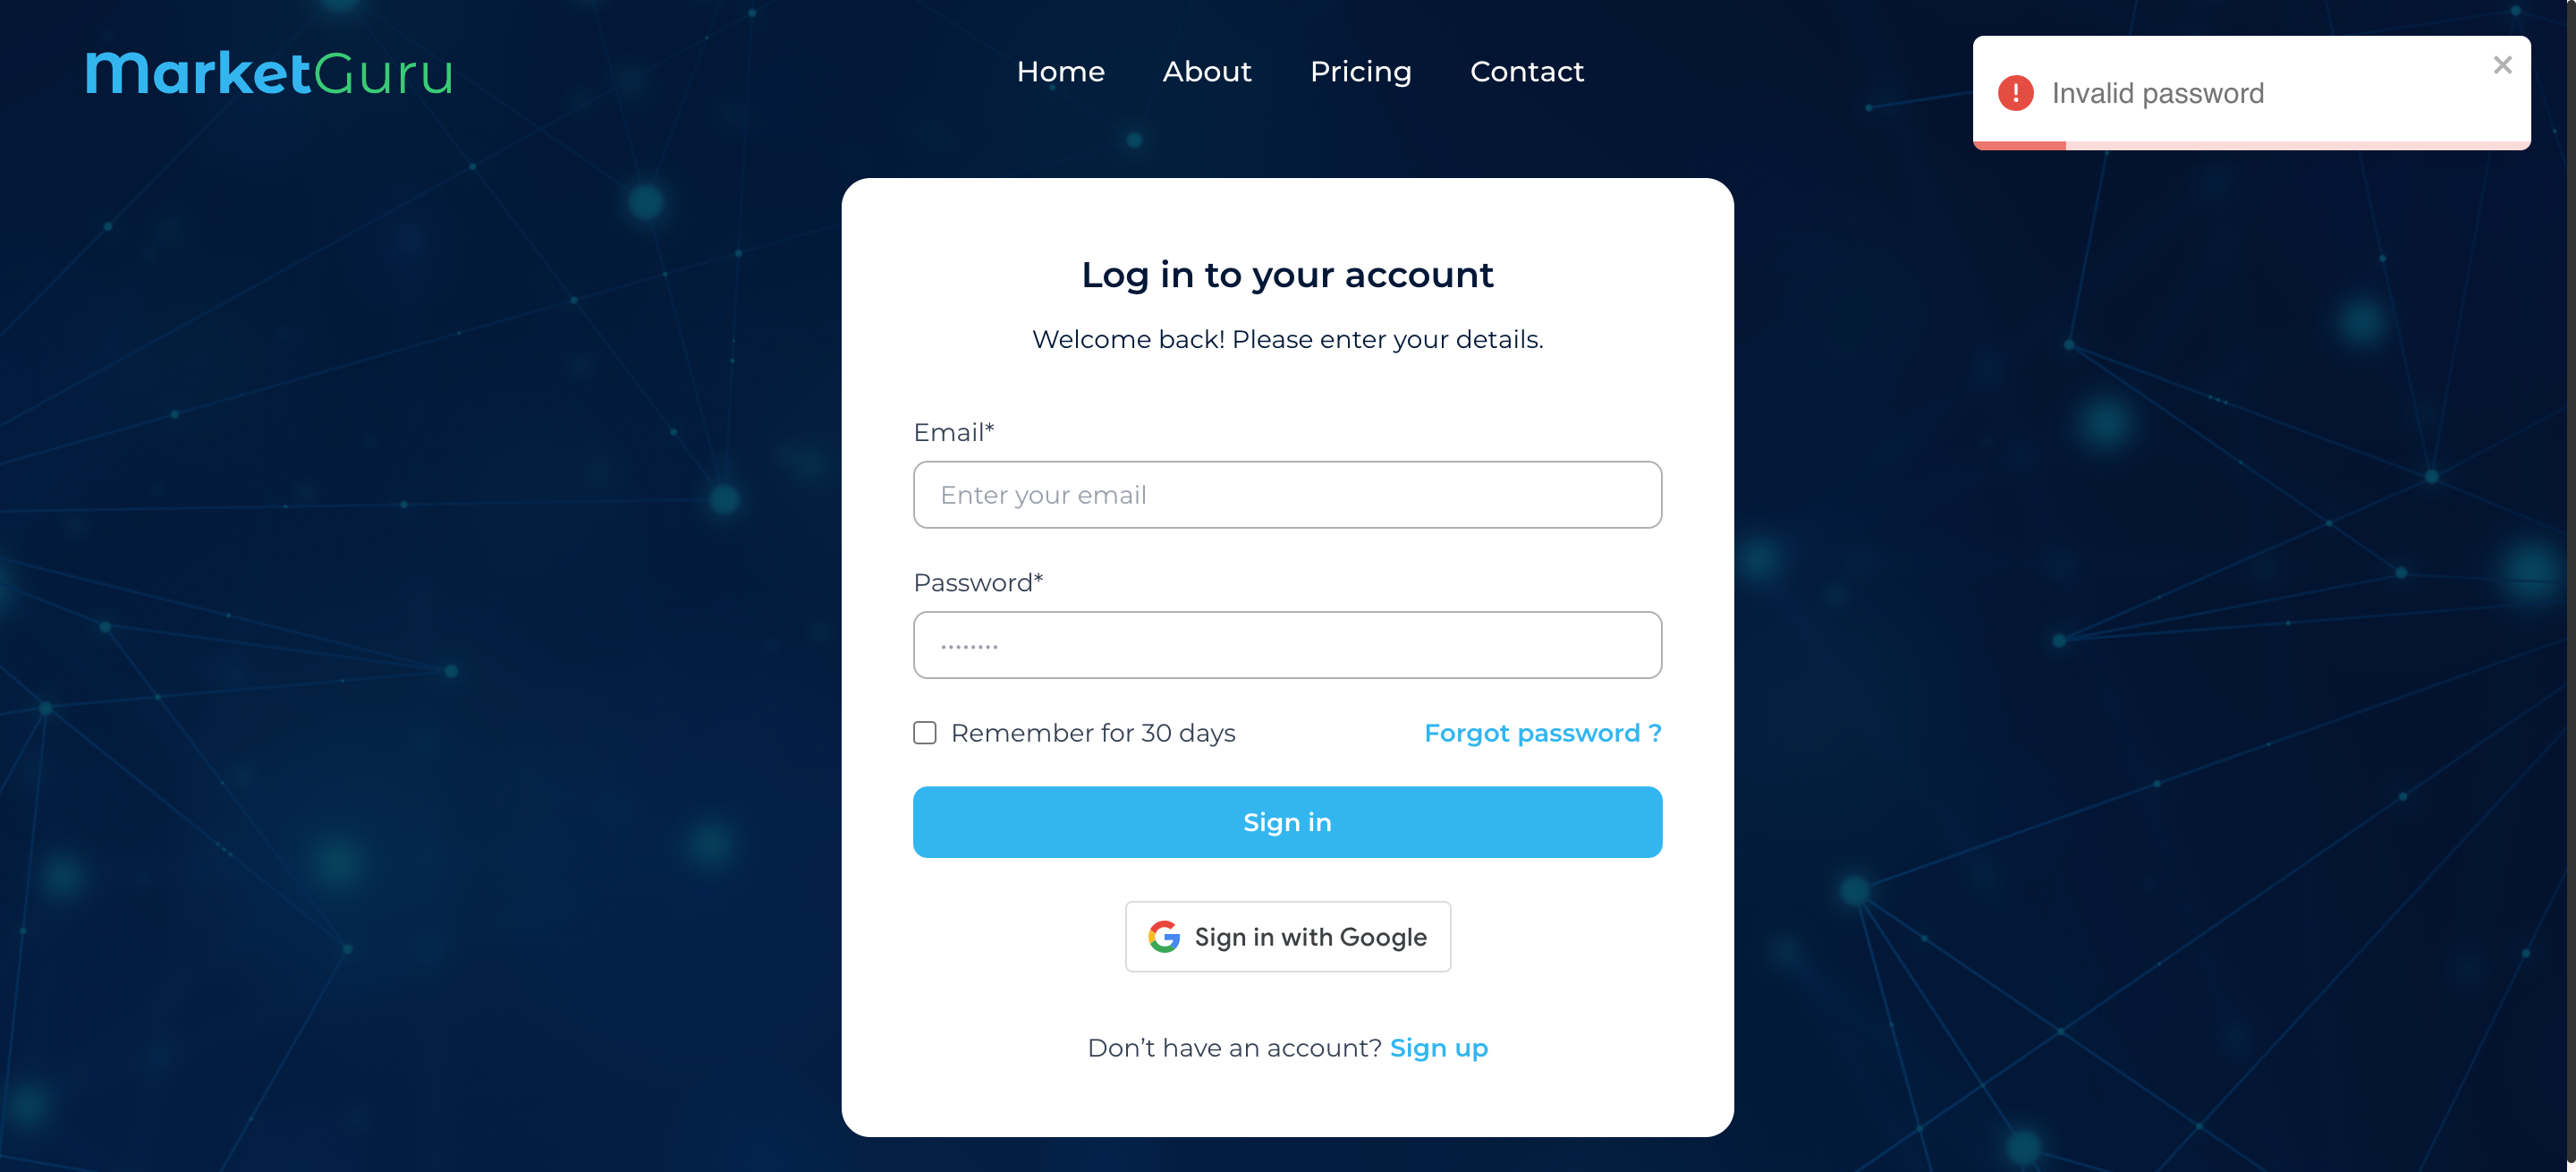 marketGuru
Home About Pricing Contact
Invalid password
Log in to your account
Welcome back! Please enter your details.
Email*
Enter your email
Password*
········
Remember for 30 days Forgot password ?
Sign in
Sign in with Google
Don’t have an account? Sign up